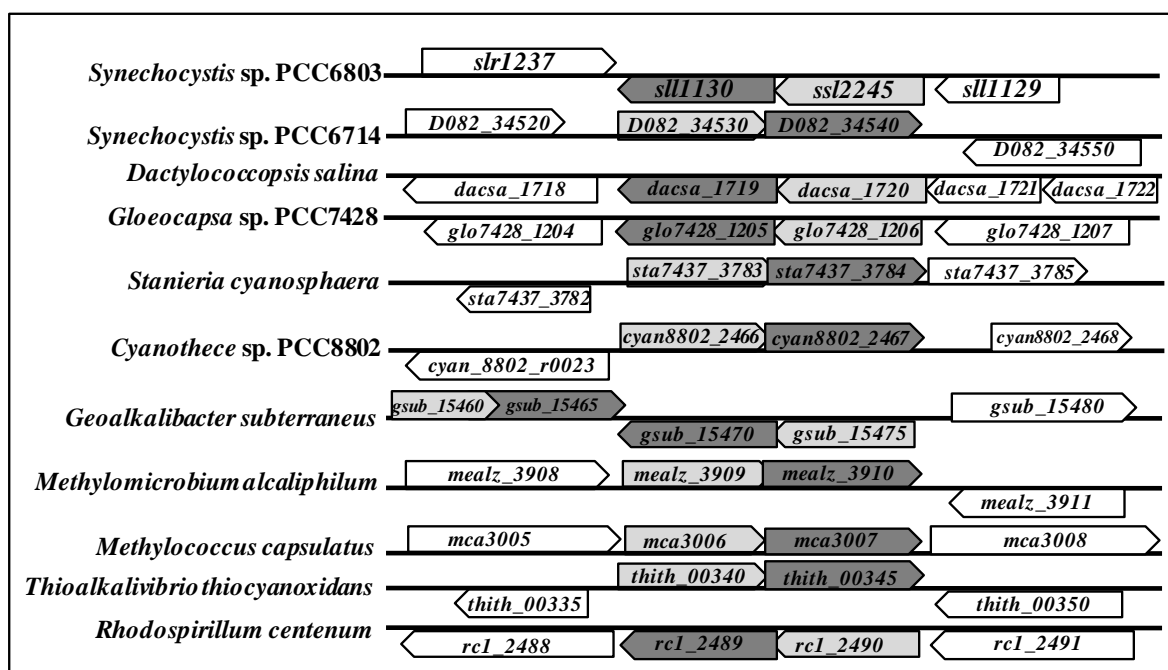 slr1237
Synechocystis sp. PCC6803
sll1130 ssl2245 sll1129
D082_34520 D082_34530 D082_34540
Synechocystis sp. PCC6714
D082_34550
Dactylococcopsis salina
dacsa_1718 dacsa_1719 dacsa_1720 dacsa_1721 dacsa_1722
Gloeocapsa sp. PCC7428
glo7428_1204 glo7428_1205 glo7428_1206 glo7428_1207
sta7437_3783 sta7437_3784 sta7437_3785
Stanieria cyanosphaera
sta7437_3782
cyan8802_2466 cyan8802_2467 cyan8802_2468
Cyanothece sp. PCC8802
cyan_8802_r0023
gsub_15460 gsub_15465 gsub_15480
Geoalkalibacter subterraneus
gsub_15470 gsub_15475
mealz_3908 mealz_3909 mealz_3910
Methylomicrobium alcaliphilum
mealz_3911
mca3005 mca3006 mca3007 mca3008
Methylococcus capsulatus
thith_00340 thith_00345
Thioalkalivibrio thiocyanoxidans
thith_00335 thith_00350
Rhodospirillum centenum
rc1_2488 rc1_2489 rc1_2490 rc1_2491